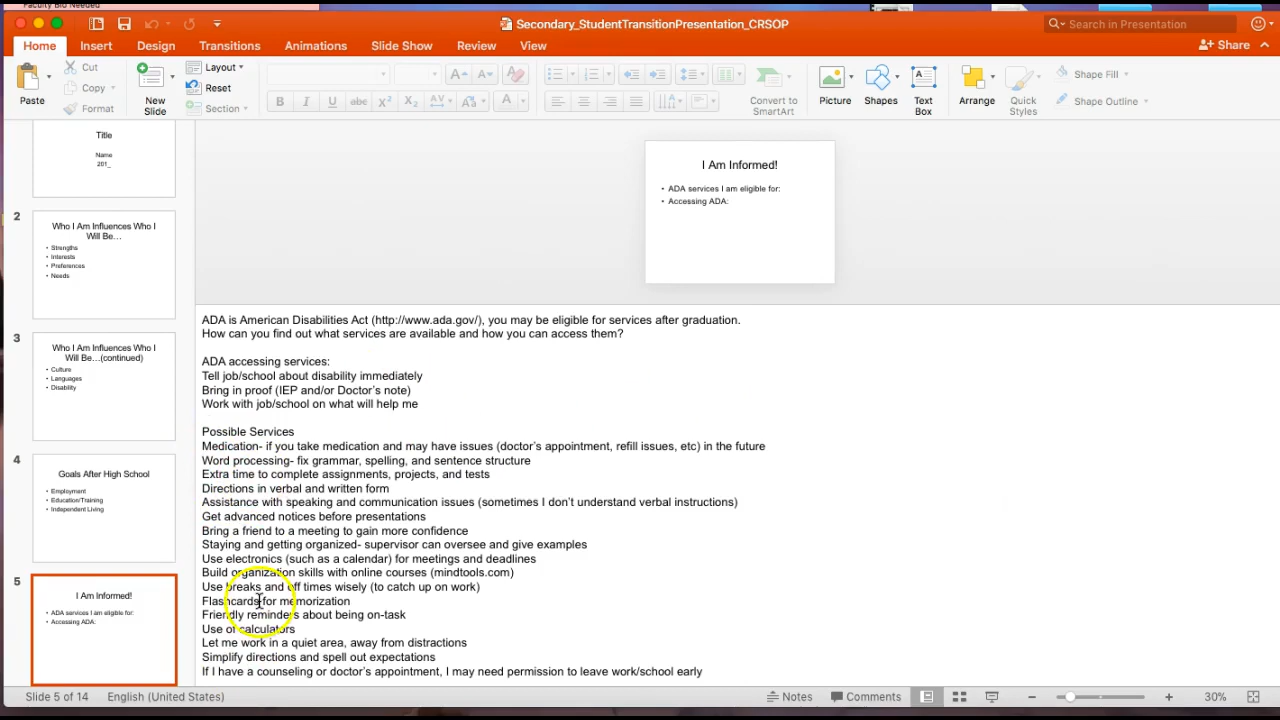 Faculty Bio Needed
Secondary_StudentTransitionPresentation_CRSOP
Search in Presentation
Home Insert Design Transitions Animations Slide Show Review View
Share
Paste
Cut
Copy
Format
New Slide
Layout
Reset
Section
Convert to SmartArt
Picture
Shapes
Text Box
Arrange
Quick Styles
Shape Fill
Shape Outline
Title
Name
201_
2
Who I Am Influences Who I
Will Be…
• Strengths
• Interests
• Preferences
• Needs
3
Who I Am Influences Who I
Will Be…(continued)
• Culture
• Languages
• Disability
4
Goals After High School
• Employment
• Education/Training
• Independent Living
5
I Am Informed!
• ADA services I am eligible for:
• Accessing ADA:
I Am Informed!
• ADA services I am eligible for:
• Accessing ADA:
ADA is American Disabilities Act (http://www.ada.gov/), you may be eligible for services after graduation.
How can you find out what services are available and how you can access them?
ADA accessing services:
Tell job/school about disability immediately
Bring in proof (IEP and/or Doctor's note)
Work with job/school on what will help me
Possible Services
Medication- if you take medication and may have issues (doctor's appointment, refill issues, etc) in the future
Word processing- fix grammar, spelling, and sentence structure
Extra time to complete assignments, projects, and tests
Directions in verbal and written form
Assistance with speaking and communication issues (sometimes I don't understand verbal instructions)
Get advanced notices before presentations
Bring a friend to a meeting to gain more confidence
Staying and getting organized- supervisor can oversee and give examples
Use electronics (such as a calendar) for meetings and deadlines
Build organization skills with online courses (mindtools.com)
Use breaks and off times wisely (to catch up on work)
Flashcards for memorization
Friendly reminders about being on-task
Use of calculators
Let me work in a quiet area, away from distractions
Simplify directions and spell out expectations
If I have a counseling or doctor's appointment, I may need permission to leave work/school early
Slide 5 of 14 English (United States) Notes Comments 30%